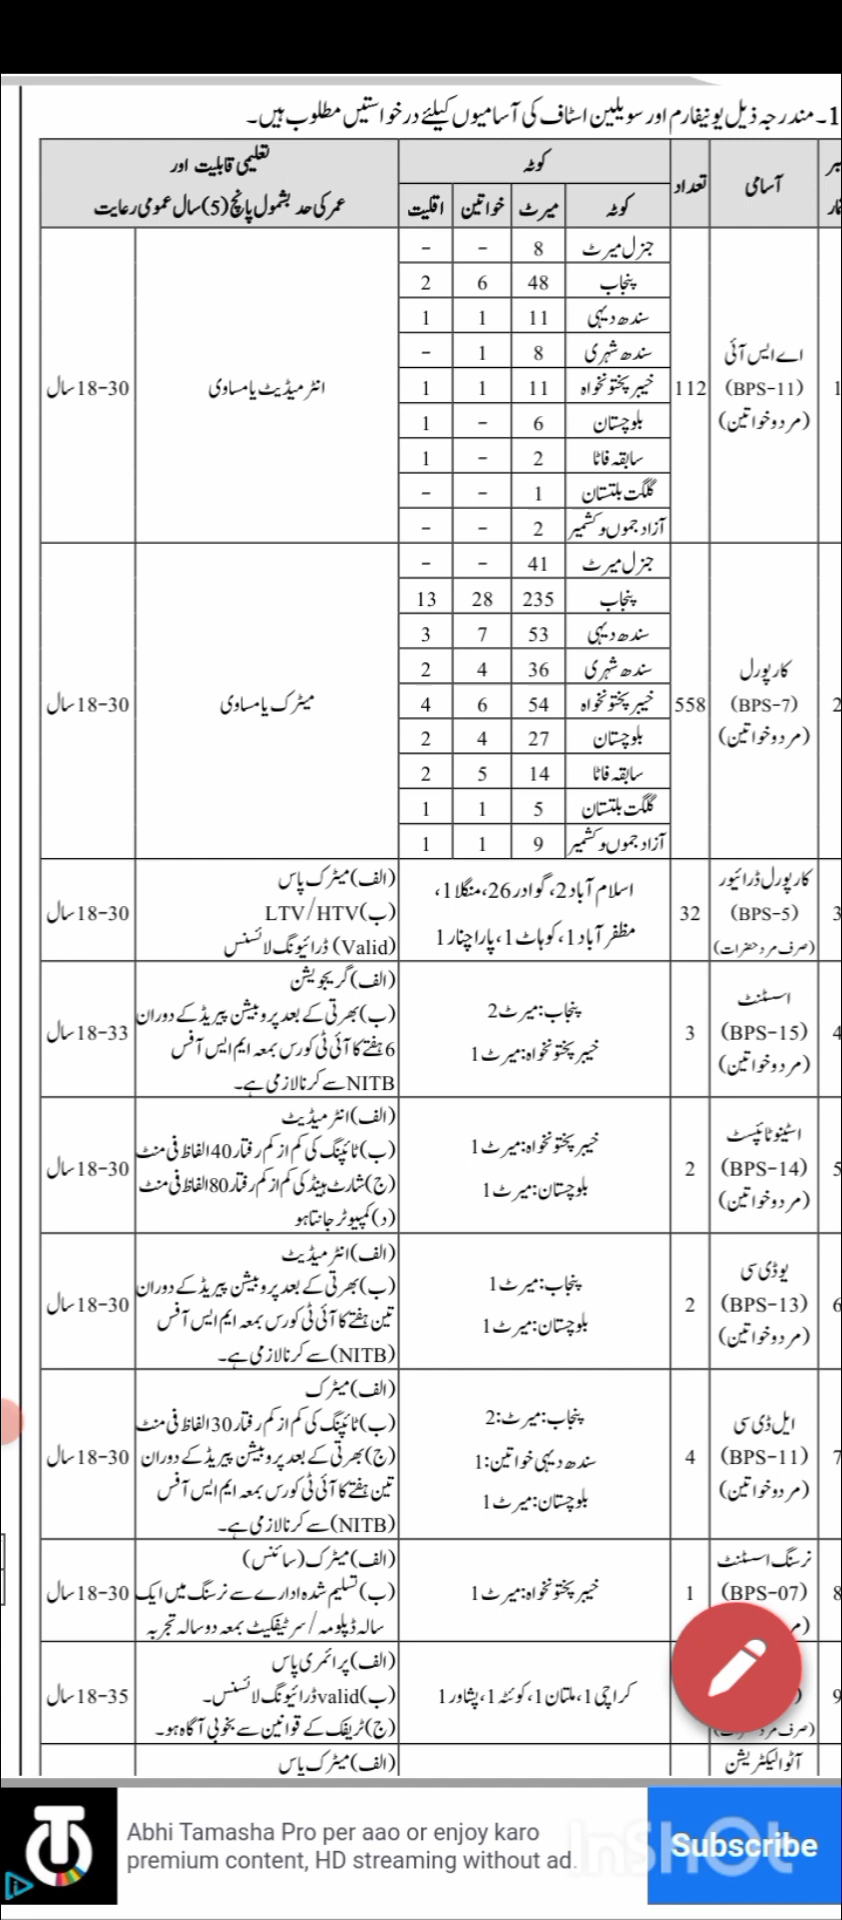 1۔ مندرجہ ذیل یونیفارم اور سویلین اسٹاف کی آسامیوں کیلئے درخواستیں مطلوب ہیں۔
آسامی
تعداد
کوٹہ
کوٹہ
میرٹ
خواتین
اقلیت
تعلیمی قابلیت اور
عمر کی حد بشمول پانچ (5) سال عمومی رعایت
1
اے ایس آئی
(BPS-11)
(مرد و خواتین)
112
جنرل میرٹ 8 - -
پنجاب 48 6 2
سندھ دیہی 11 1 1
سندھ شہری 8 1 -
خیبر پختونخواہ 11 1 1
بلوچستان 6 - 1
سابقہ فاٹا 2 - 1
گلگت بلتستان 1 - -
آزاد جموں و کشمیر 2 - -
انٹرمیڈیٹ یا مساوی
18-30 سال
2
کارپورل
(BPS-7)
(مرد و خواتین)
558
جنرل میرٹ 41 - -
پنجاب 235 28 13
سندھ دیہی 53 7 3
سندھ شہری 36 4 2
خیبر پختونخواہ 54 6 4
بلوچستان 27 4 2
سابقہ فاٹا 14 5 2
گلگت بلتستان 5 1 1
آزاد جموں و کشمیر 9 1 1
میٹرک یا مساوی
18-30 سال
3
کارپورل ڈرائیور
(BPS-5)
(صرف مرد حضرات)
32
اسلام آباد 2، گوادر 26، منگلا 1،
مظفر آباد 1، کوہاٹ 1، پاراچنار 1
(الف) میٹرک پاس
(ب) LTV/HTV
(Valid) ڈرائیونگ لائسنس
18-30 سال
4
اسسٹنٹ
(BPS-15)
(مرد و خواتین)
3
پنجاب: میرٹ 2
خیبر پختونخواہ: میرٹ 1
(الف) گریجویشن
(ب) بھرتی کے بعد پروبیشن پیریڈ کے دوران
6 ہفتے کا آئی ٹی کورس بمعہ ایم ایس آفس
NITB سے کرنا لازمی ہے۔
18-33 سال
5
اسٹینو ٹائپسٹ
(BPS-14)
(مرد و خواتین)
2
خیبر پختونخواہ: میرٹ 1
بلوچستان: میرٹ 1
(الف) انٹرمیڈیٹ
(ب) ٹائپنگ کی کم از کم رفتار 40 الفاظ فی منٹ
(ج) شارٹ ہینڈ کی کم از کم رفتار 80 الفاظ فی منٹ
(د) کمپیوٹر جانتا ہو
18-30 سال
6
یو ڈی سی
(BPS-13)
(مرد و خواتین)
2
پنجاب: میرٹ 1
بلوچستان: میرٹ 1
(الف) انٹرمیڈیٹ
(ب) بھرتی کے بعد پروبیشن پیریڈ کے دوران
تین ہفتے کا آئی ٹی کورس بمعہ ایم ایس آفس
(NITB) سے کرنا لازمی ہے۔
18-30 سال
7
ایل ڈی سی
(BPS-11)
(مرد و خواتین)
4
پنجاب: میرٹ: 2
سندھ دیہی خواتین: 1
بلوچستان: میرٹ 1
(الف) میٹرک
(ب) ٹائپنگ کی کم از کم رفتار 30 الفاظ فی منٹ
(ج) بھرتی کے بعد پروبیشن پیریڈ کے دوران
تین ہفتے کا آئی ٹی کورس بمعہ ایم ایس آفس
(NITB) سے کرنا لازمی ہے۔
18-30 سال
8
نرسنگ اسسٹنٹ
(BPS-07)
1
خیبر پختونخواہ: میرٹ 1
(الف) میٹرک (سائنس)
(ب) تسلیم شدہ ادارے سے نرسنگ میں ایک
سالہ ڈپلومہ / سرٹیفکیٹ بمعہ دو سالہ تجربہ
18-30 سال
9
(صرف مرد حضرات)
کراچی 1، ملتان 1، کوئٹہ 1، پشاور 1
(الف) پرائمری پاس
(ب) valid ڈرائیونگ لائسنس۔
(ج) ٹریفک کے قوانین سے بخوبی آگاہ ہو۔
18-35 سال
آٹو الیکٹریشن
(الف) میٹرک پاس
Abhi Tamasha Pro per aao or enjoy karo
premium content, HD streaming without ad.
Subscribe
InShOt